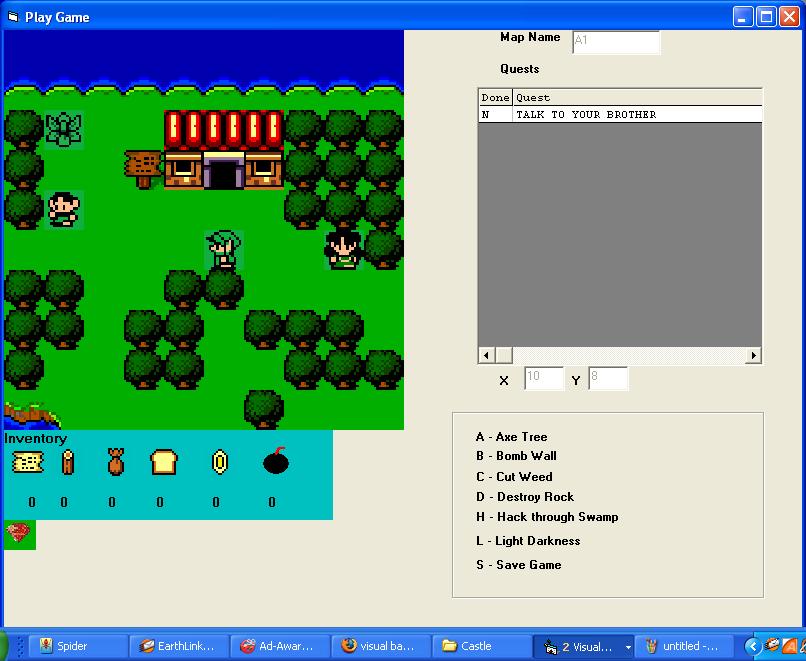 Play Game
Map Name A1
Quests
Done Quest
N TALK TO YOUR BROTHER
X 10 Y 8
Inventory
0 0 0 0 0 0
A - Axe Tree
B - Bomb Wall
C - Cut Weed
D - Destroy Rock
H - Hack through Swamp
L - Light Darkness
S - Save Game
Spider EarthLink... Ad-Awar... visual ba... Castle 2 Visual... untitled -...